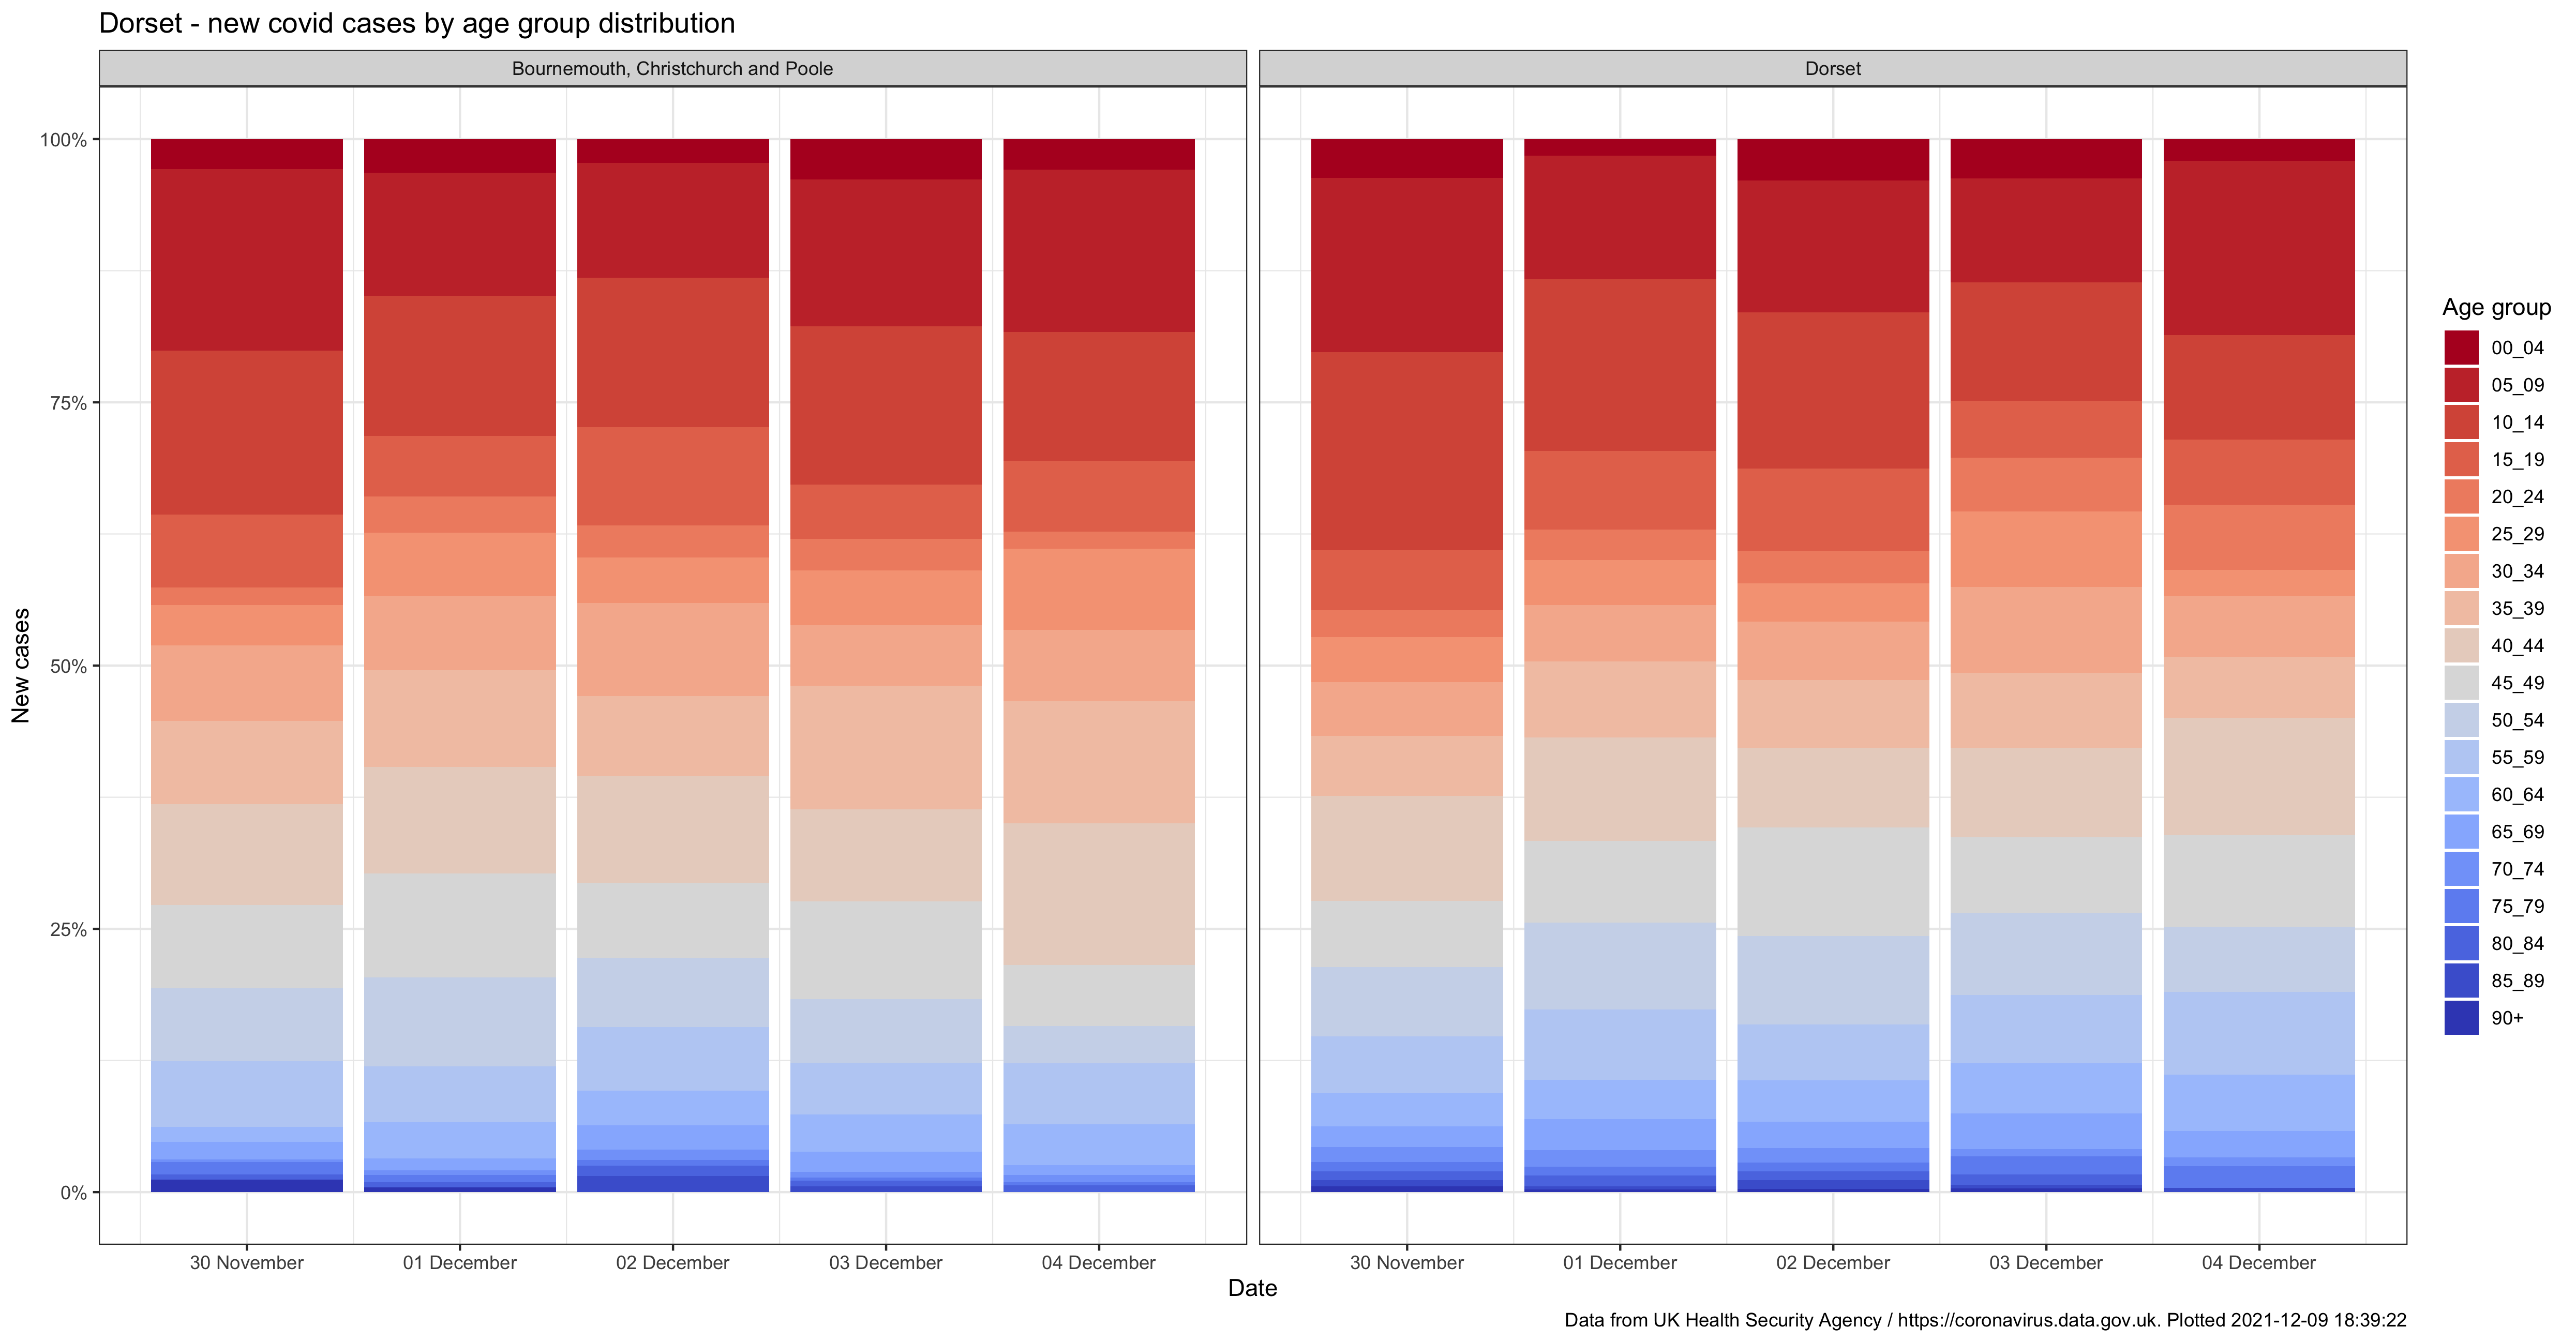 Dorset - new covid cases by age group distribution
Bournemouth, Christchurch and Poole
Dorset
100%
75%
50%
25%
0%
New cases
30 November
01 December
02 December
03 December
04 December
30 November
01 December
02 December
03 December
04 December
Date
Age group
00_04
05_09
10_14
15_19
20_24
25_29
30_34
35_39
40_44
45_49
50_54
55_59
60_64
65_69
70_74
75_79
80_84
85_89
90+
Data from UK Health Security Agency / https://coronavirus.data.gov.uk. Plotted 2021-12-09 18:39:22